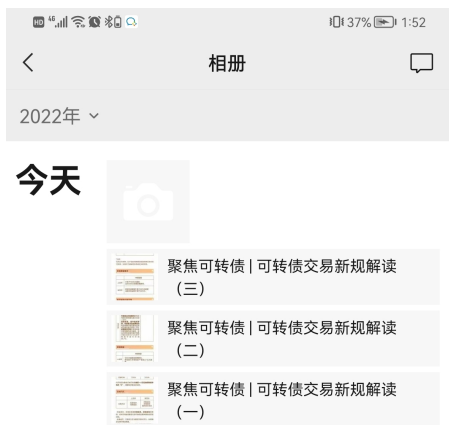 HD 46 37% 1:52
相册
2022年
今天
聚焦可转债 | 可转债交易新规解读
（三）
聚焦可转债 | 可转债交易新规解读
（二）
聚焦可转债 | 可转债交易新规解读
（一）